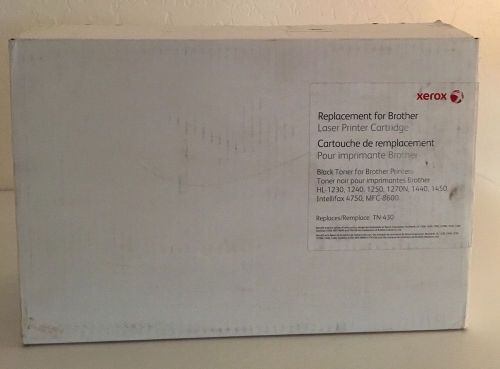 xerox
Replacement for Brother
Laser Printer Cartridge
Cartouche de remplacement
Pour imprimante Brother
Black Toner for Brother Printers
Toner noir pour imprimantes Brother
HL-1230, 1240, 1250, 1270N, 1440, 1450
Intellifax 4750, MFC-8600
Replaces/Remplace TN-430